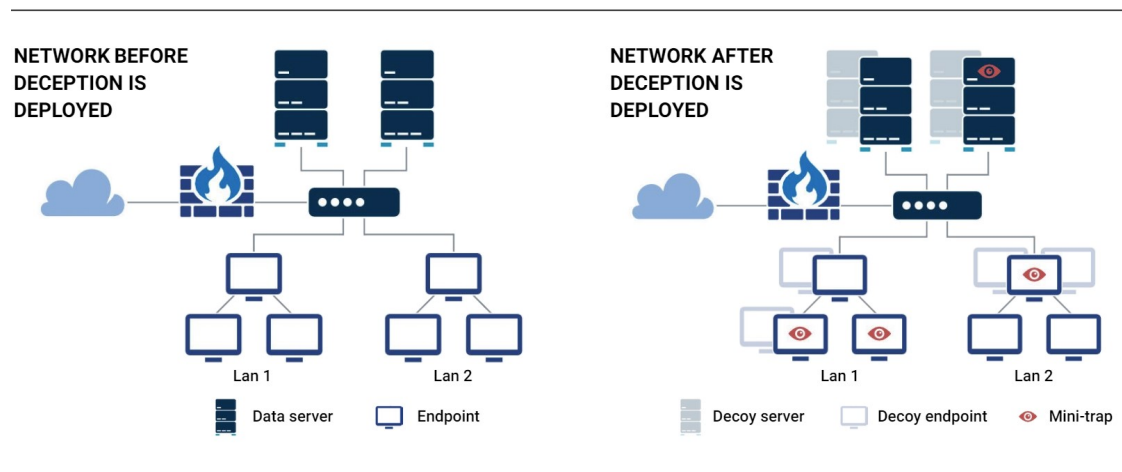 NETWORK BEFORE
DECEPTION IS
DEPLOYED
Lan 1
Lan 2
Data server
Endpoint
NETWORK AFTER
DECEPTION IS
DEPLOYED
Lan 1
Lan 2
Decoy server
Decoy endpoint
Mini-trap